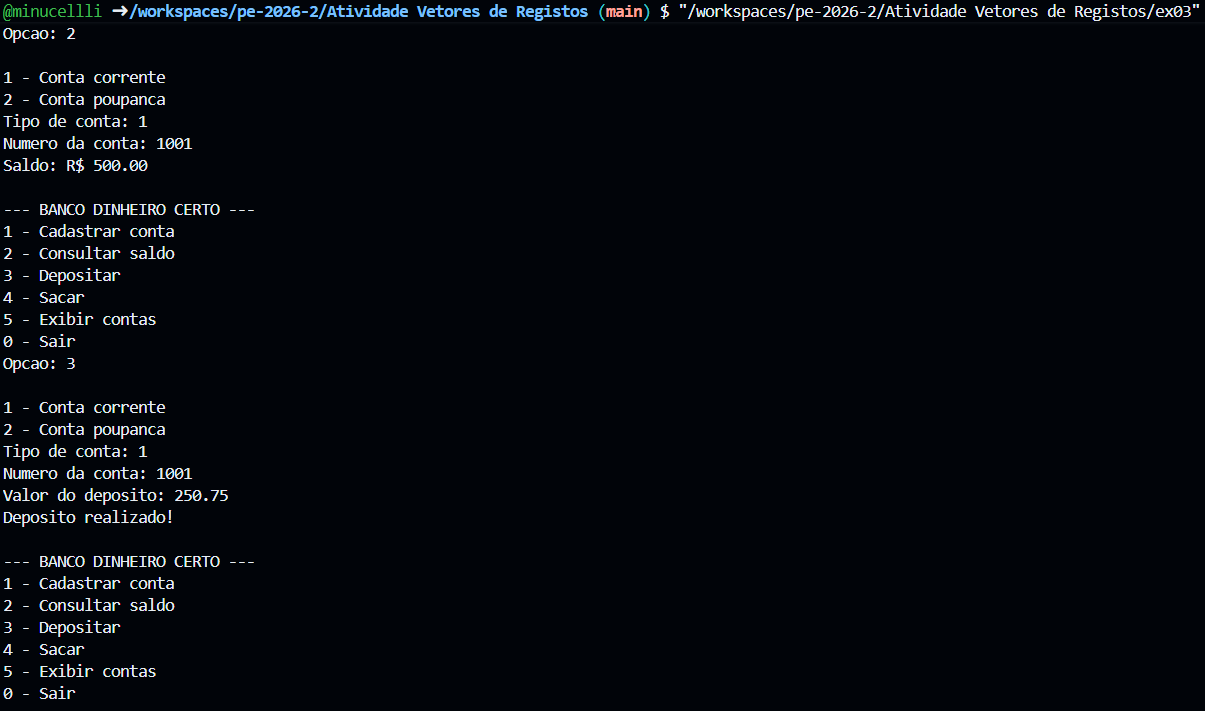 @minucellli ➜/workspaces/pe-2026-2/Atividade Vetores de Registos (main) $ "/workspaces/pe-2026-2/Atividade Vetores de Registos/ex03"
Opcao: 2
1 - Conta corrente
2 - Conta poupanca
Tipo de conta: 1
Numero da conta: 1001
Saldo: R$ 500.00
--- BANCO DINHEIRO CERTO ---
1 - Cadastrar conta
2 - Consultar saldo
3 - Depositar
4 - Sacar
5 - Exibir contas
0 - Sair
Opcao: 3
1 - Conta corrente
2 - Conta poupanca
Tipo de conta: 1
Numero da conta: 1001
Valor do deposito: 250.75
Deposito realizado!
--- BANCO DINHEIRO CERTO ---
1 - Cadastrar conta
2 - Consultar saldo
3 - Depositar
4 - Sacar
5 - Exibir contas
0 - Sair